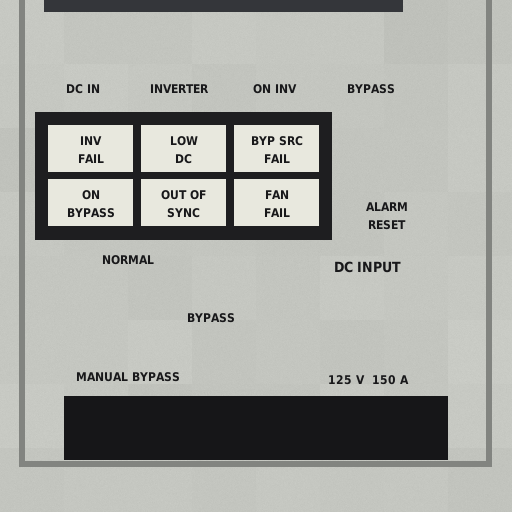 DC IN INVERTER ON INV BYPASS
INV FAIL
LOW DC
BYP SRC FAIL
ON BYPASS
OUT OF SYNC
FAN FAIL
ALARM RESET
NORMAL
DC INPUT
BYPASS
MANUAL BYPASS
125 V 150 A